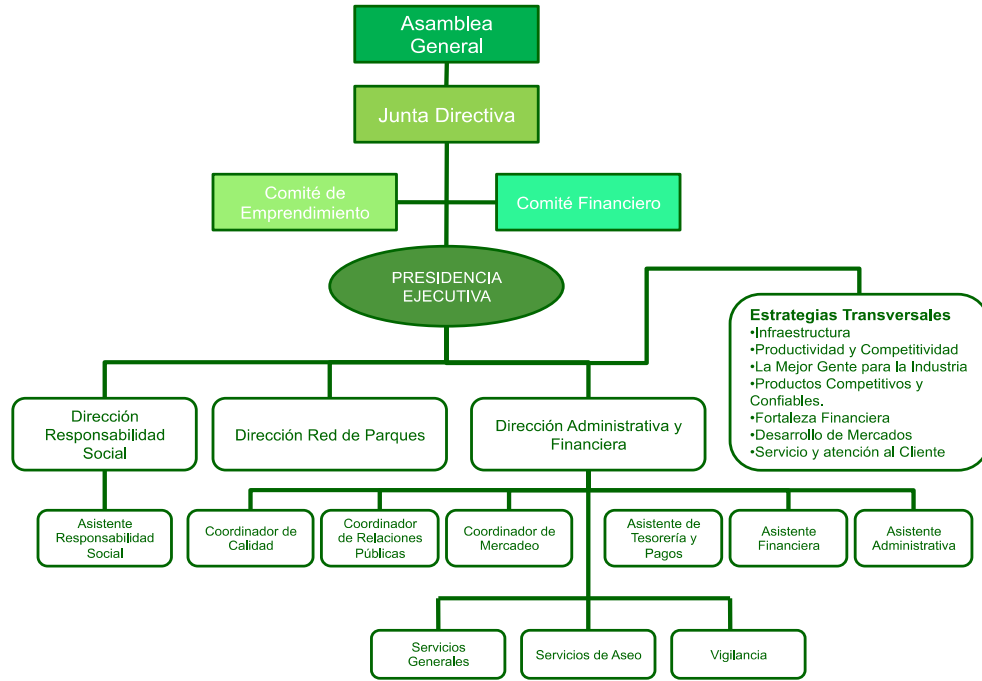 Asamblea
General
Junta Directiva
Comité de
Emprendimiento
Comité Financiero
PRESIDENCIA
EJECUTIVA
Estrategias Transversales
•Infraestructura
•Productividad y Competitividad
•La Mejor Gente para la Industria
•Productos Competitivos y
Confiables.
•Fortaleza Financiera
•Desarrollo de Mercados
•Servicio y atención al Cliente
Dirección
Responsabilidad
Social
Dirección Red de Parques
Dirección Administrativa y
Financiera
Asistente
Responsabilidad
Social
Coordinador de
Calidad
Coordinador
de Relaciones
Públicas
Coordinador de
Mercadeo
Asistente de
Tesorería y
Pagos
Asistente
Financiera
Asistente
Administrativa
Servicios
Generales
Servicios de Aseo
Vigilancia